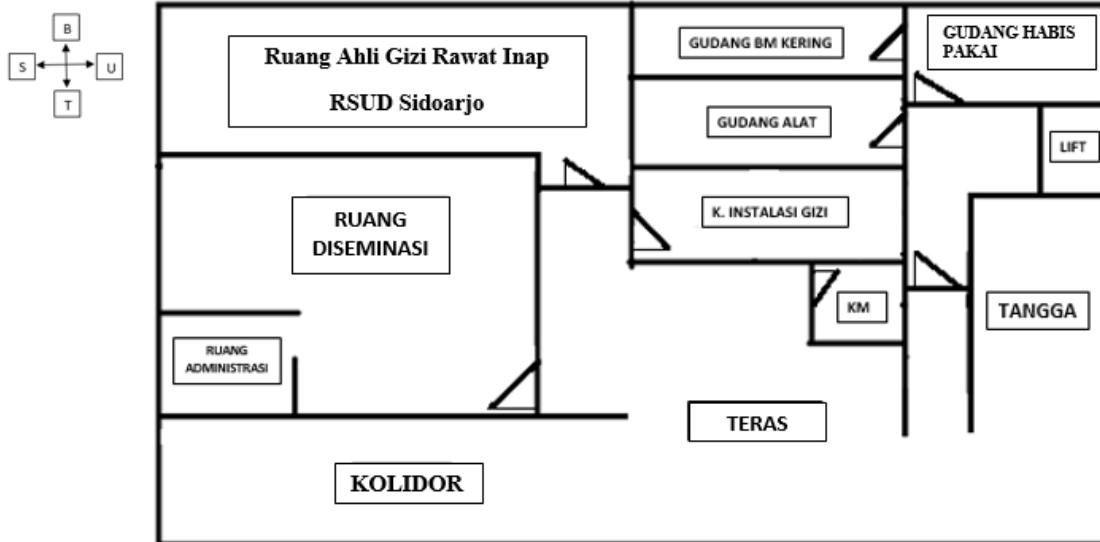 B
S U
T
Ruang Ahli Gizi Rawat Inap
RSUD Sidoarjo
GUDANG BM KERING
GUDANG HABIS
PAKAI
GUDANG ALAT
LIFT
K. INSTALASI GIZI
RUANG
DISEMINASI
KM
TANGGA
RUANG
ADMINISTRASI
TERAS
KOLIDOR